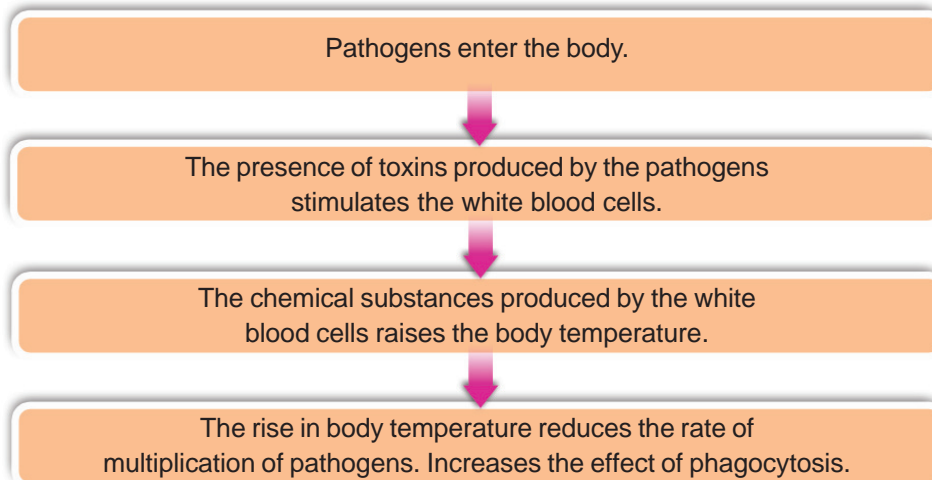 Pathogens enter the body.
The presence of toxins produced by the pathogens
stimulates the white blood cells.
The chemical substances produced by the white
blood cells raises the body temperature.
The rise in body temperature reduces the rate of
multiplication of pathogens. Increases the effect of phagocytosis.